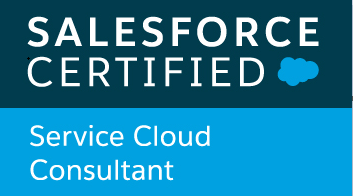 SALESFORCE
CERTIFIED
Service Cloud
Consultant